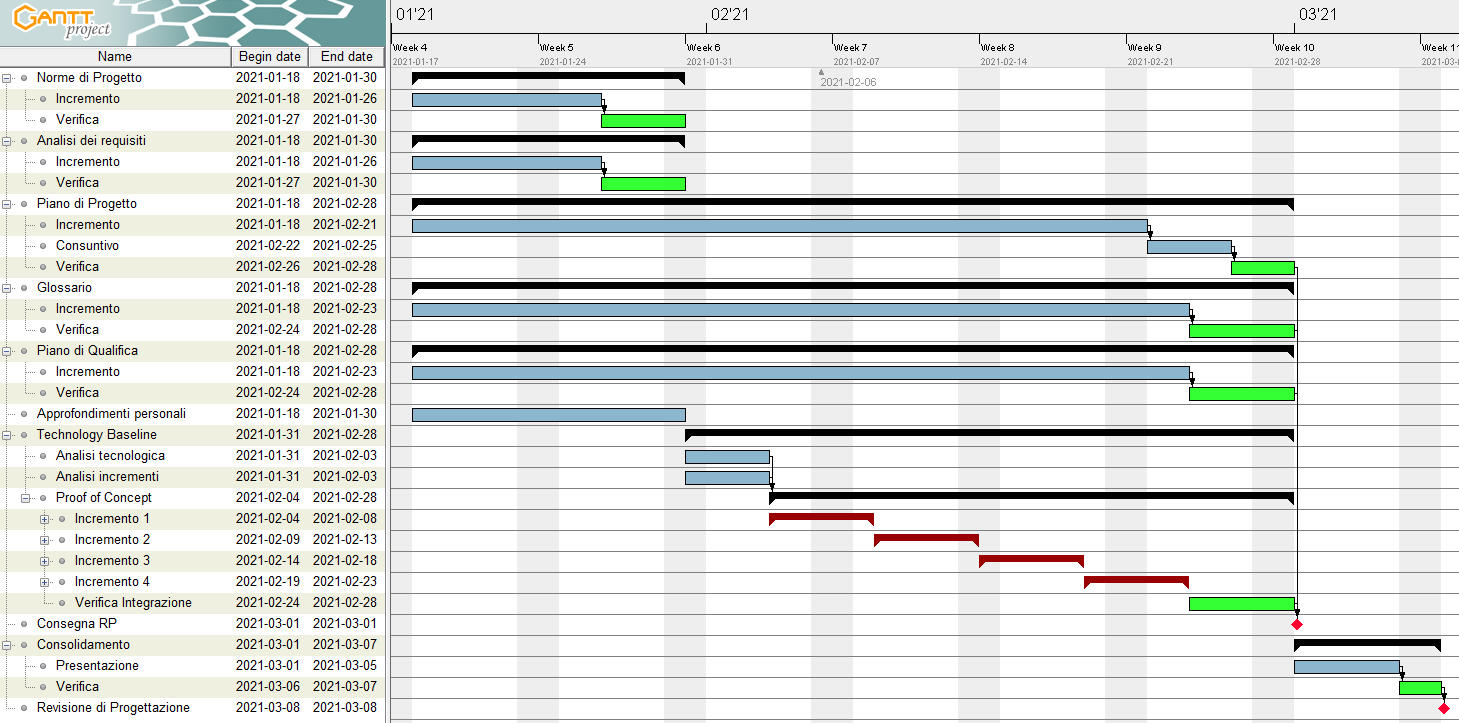 GANTT project
01'21 02'21 03'21
Name Begin date End date
Week 4 Week 5 Week 6 Week 7 Week 8 Week 9 Week 10 Week 11
2021-01-17 2021-01-24 2021-01-31 2021-02-07 2021-02-14 2021-02-21 2021-02-28 2021-03-
2021-02-06
Norme di Progetto 2021-01-18 2021-01-30
Incremento 2021-01-18 2021-01-26
Verifica 2021-01-27 2021-01-30
Analisi dei requisiti 2021-01-18 2021-01-30
Incremento 2021-01-18 2021-01-26
Verifica 2021-01-27 2021-01-30
Piano di Progetto 2021-01-18 2021-02-28
Incremento 2021-01-18 2021-02-21
Consuntivo 2021-02-22 2021-02-25
Verifica 2021-02-26 2021-02-28
Glossario 2021-01-18 2021-02-28
Incremento 2021-01-18 2021-02-23
Verifica 2021-02-24 2021-02-28
Piano di Qualifica 2021-01-18 2021-02-28
Incremento 2021-01-18 2021-02-23
Verifica 2021-02-24 2021-02-28
Approfondimenti personali 2021-01-18 2021-01-30
Technology Baseline 2021-01-31 2021-02-28
Analisi tecnologica 2021-01-31 2021-02-03
Analisi incrementi 2021-01-31 2021-02-03
Proof of Concept 2021-02-04 2021-02-28
Incremento 1 2021-02-04 2021-02-08
Incremento 2 2021-02-09 2021-02-13
Incremento 3 2021-02-14 2021-02-18
Incremento 4 2021-02-19 2021-02-23
Verifica Integrazione 2021-02-24 2021-02-28
Consegna RP 2021-03-01 2021-03-01
Consolidamento 2021-03-01 2021-03-07
Presentazione 2021-03-01 2021-03-05
Verifica 2021-03-06 2021-03-07
Revisione di Progettazione 2021-03-08 2021-03-08